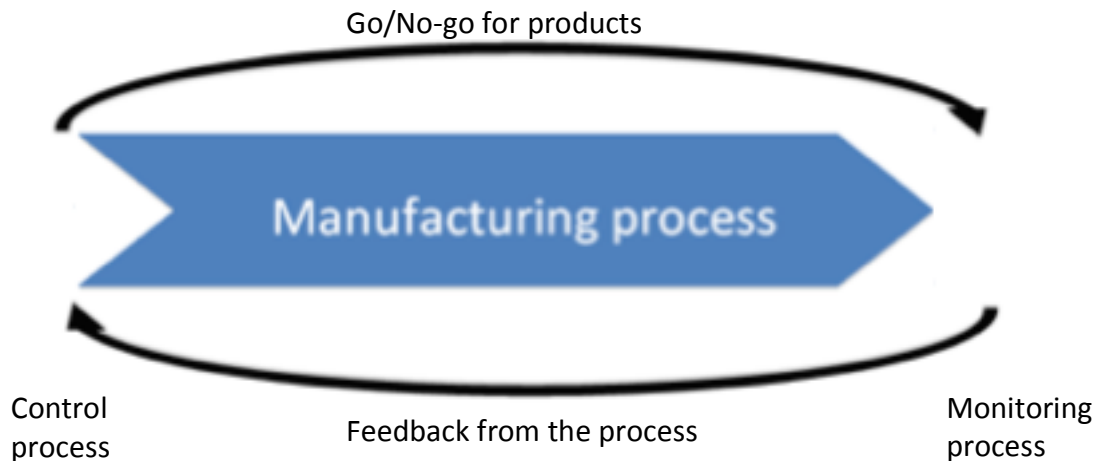 Go/No-go for products
Manufacturing process
Control
process
Feedback from the process
Monitoring
process